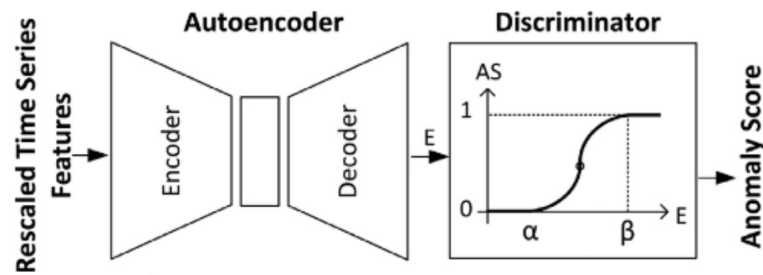 Autoencoder
Discriminator
Rescaled Time Series
Features
Encoder
Decoder
E
AS
1
0
α
β
E
Anomaly Score